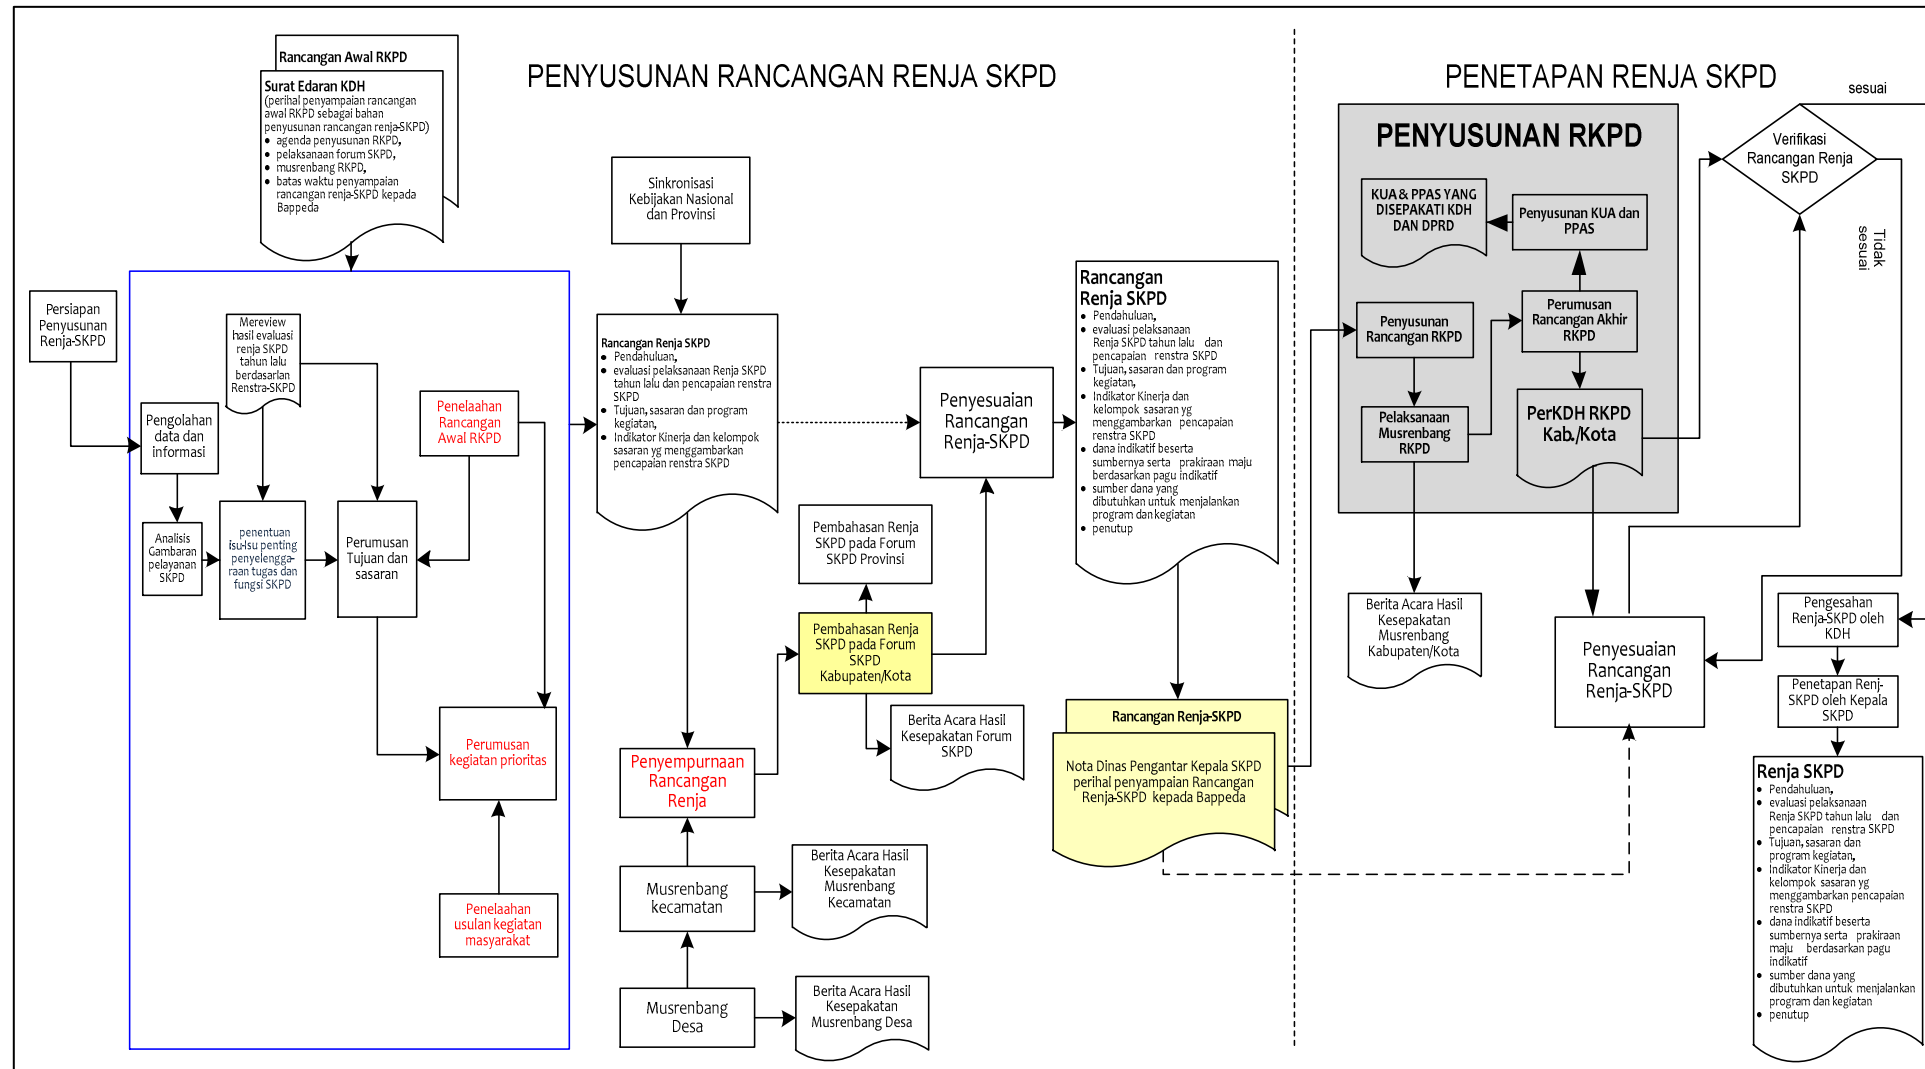 PENYUSUNAN RANCANGAN RENJA SKPD
PENETAPAN RENJA SKPD
Rancangan Awal RKPD
Surat Edaran KDH
(perihal penyampaian rancangan
awal RKPD sebagai bahan
penyusunan rancangan renja-SKPD)
• agenda penyusunan RKPD,
• pelaksanaan forum SKPD,
• musrenbang RKPD,
• batas waktu penyampaian
rancangan renja-SKPD kepada
Bappeda
Persiapan
Penyusunan
Renja-SKPD
Mereview
hasil evaluasi
renja SKPD
tahun lalu
berdasarlan
Renstra-SKPD
Pengolahan
data dan
informasi
Analisis
Gambaran
pelayanan
SKPD
penentuan
isu-isu penting
penyelengga-
raan tugas dan
fungsi SKPD
Perumusan
Tujuan dan
sasaran
Penelaahan
Rancangan
Awal RKPD
Perumusan
kegiatan prioritas
Penelaahan
usulan kegiatan
masyarakat
Sinkronisasi
Kebijakan Nasional
dan Provinsi
Rancangan Renja SKPD
• Pendahuluan,
• evaluasi pelaksanaan Renja SKPD
tahun lalu dan pencapaian renstra
SKPD
• Tujuan, sasaran dan program
kegiatan,
• Indikator Kinerja dan kelompok
sasaran yg menggambarkan
pencapaian renstra SKPD
Penyempurnaan
Rancangan
Renja
Musrenbang
kecamatan
Musrenbang
Desa
Berita Acara Hasil
Kesepakatan
Musrenbang
Kecamatan
Berita Acara Hasil
Kesepakatan
Musrenbang Desa
Pembahasan Renja
SKPD pada Forum
SKPD Provinsi
Pembahasan Renja
SKPD pada Forum
SKPD
Kabupaten/Kota
Berita Acara Hasil
Kesepakatan Forum
SKPD
Penyesuaian
Rancangan
Renja-SKPD
Rancangan
Renja SKPD
• Pendahuluan,
• evaluasi pelaksanaan
Renja SKPD tahun lalu dan
pencapaian renstra SKPD
• Tujuan, sasaran dan program
kegiatan,
• Indikator Kinerja dan
kelompok sasaran yg
menggambarkan pencapaian
renstra SKPD
• dana indikatif beserta
sumbernya serta prakiraan maju
berdasarkan pagu indikatif
• sumber dana yang
dibutuhkan untuk menjalankan
program dan kegiatan
• penutup
Rancangan Renja-SKPD
Nota Dinas Pengantar Kepala SKPD
perihal penyampaian Rancangan
Renja-SKPD kepada Bappeda
PENYUSUNAN RKPD
KUA & PPAS YANG
DISEPAKATI KDH
DAN DPRD
Penyusunan KUA dan
PPAS
Penyusunan
Rancangan RKPD
Perumusan
Rancangan Akhir
RKPD
Pelaksanaan
Musrenbang
RKPD
PerKDH RKPD
Kab./Kota
Berita Acara Hasil
Kesepakatan
Musrenbang
Kabupaten/Kota
Penyesuaian
Rancangan
Renja-SKPD
sesuai
Verifikasi
Rancangan Renja
SKPD
Tidak
sesuai
Pengesahan
Renja-SKPD oleh
KDH
Penetapan Renj-
SKPD oleh Kepala
SKPD
Renja SKPD
• Pendahuluan,
• evaluasi pelaksanaan
Renja SKPD tahun lalu dan
pencapaian renstra SKPD
• Tujuan, sasaran dan
program kegiatan,
• Indikator Kinerja dan
kelompok sasaran yg
menggambarkan pencapaian
renstra SKPD
• dana indikatif beserta
sumbernya serta prakiraan
maju berdasarkan pagu
indikatif
• sumber dana yang
dibutuhkan untuk menjalankan
program dan kegiatan
• penutup